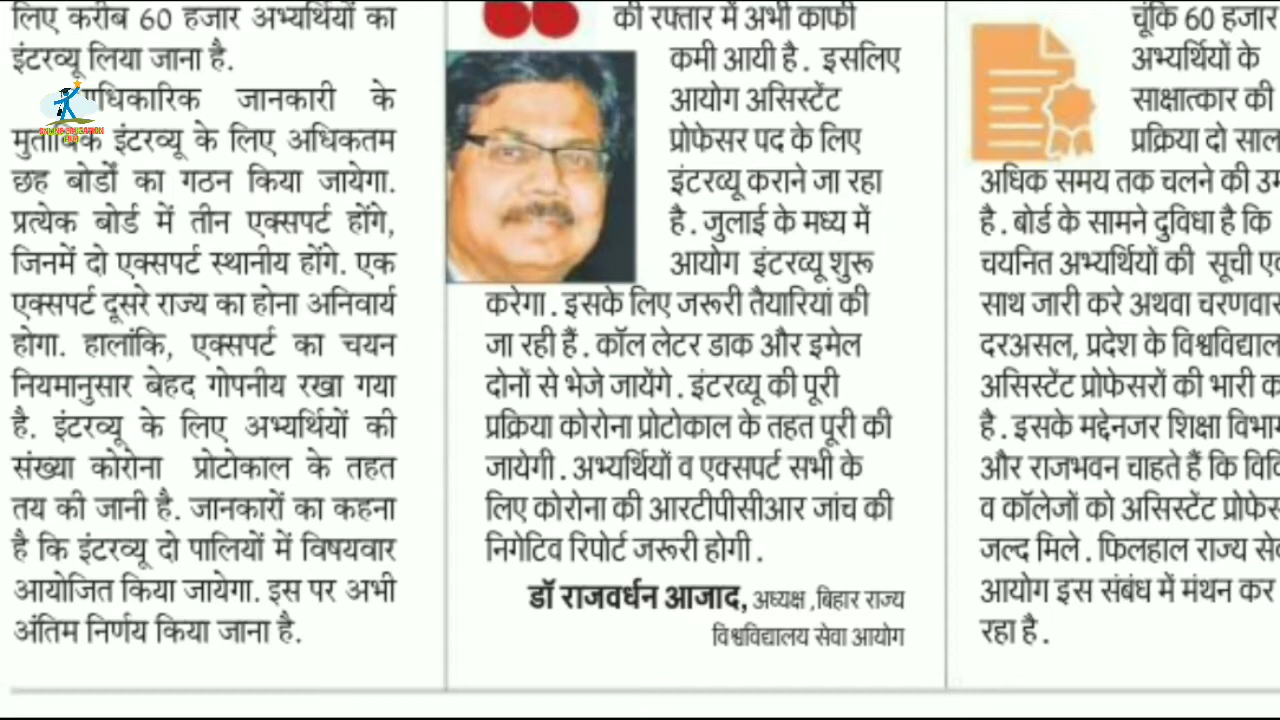 लिए करीब 60 हजार अभ्यर्थियों का
इंटरव्यू लिया जाना है.
जानकारी के
मुताबिक इंटरव्यू के लिए अधिकतम
छह बोर्डों का गठन किया जायेगा.
प्रत्येक बोर्ड में तीन एक्सपर्ट होंगे,
जिनमें दो एक्सपर्ट स्थानीय होंगे. एक
एक्सपर्ट दूसरे राज्य का होना अनिवार्य
होगा. हालांकि, एक्सपर्ट का चयन
नियमानुसार बेहद गोपनीय रखा गया
है. इंटरव्यू के लिए अभ्यर्थियों की
संख्या कोरोना प्रोटोकाल के तहत
तय की जानी है. जानकारों का कहना
है कि इंटरव्यू दो पालियों में विषयवार
आयोजित किया जायेगा. इस पर अभी
अंतिम निर्णय किया जाना है.
की रफ्तार में अभी काफी
कमी आयी है. इसलिए
आयोग असिस्टेंट
प्रोफेसर पद के लिए
इंटरव्यू कराने जा रहा
है. जुलाई के मध्य में
आयोग इंटरव्यू शुरू
करेगा. इसके लिए जरूरी तैयारियां की
जा रही हैं. कॉल लेटर डाक और इमेल
दोनों से भेजे जायेंगे. इंटरव्यू की पूरी
प्रक्रिया कोरोना प्रोटोकाल के तहत पूरी की
जायेगी. अभ्यर्थियों व एक्सपर्ट सभी के
लिए कोरोना की आरटीपीसीआर जांच की
निगेटिव रिपोर्ट जरूरी होगी.
डॉ राजवर्धन आजाद, अध्यक्ष ,बिहार राज्य
विश्वविद्यालय सेवा आयोग
चूंकि 60 हजार
अभ्यर्थियों के
साक्षात्कार की
प्रक्रिया दो साल
अधिक समय तक चलने की
है. बोर्ड के सामने दुविधा है कि
चयनित अभ्यर्थियों की सूची
साथ जारी करे अथवा
दरअसल, प्रदेश के
असिस्टेंट प्रोफेसरों की भारी
है. इसके मद्देनजर शिक्षा
और राजभवन चाहते हैं कि
व कॉलेजों को असिस्टेंट
जल्द मिले. फिलहाल राज्य
आयोग इस संबंध में मंथन कर
रहा है.
ONLINE EDUCATION